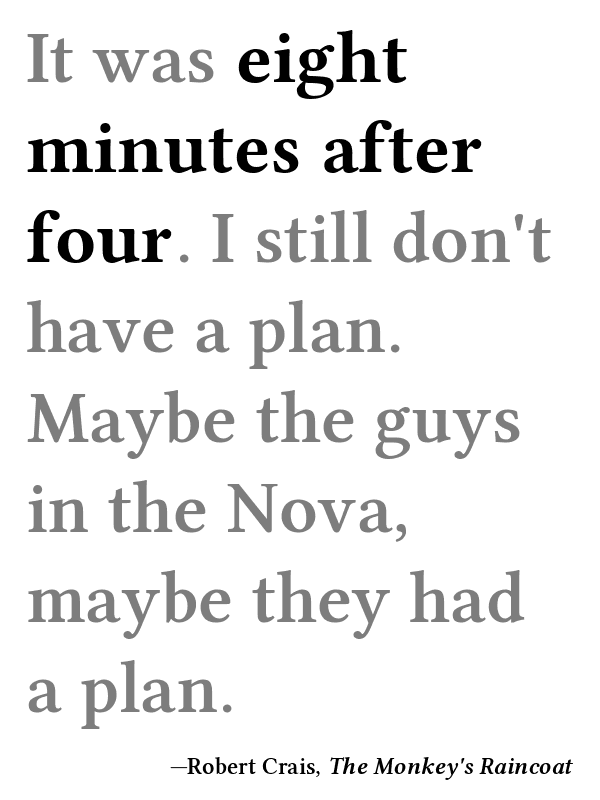 It was eight
minutes after
four. I still don't
have a plan.
Maybe the guys
in the Nova,
maybe they had
a plan.
—Robert Crais, The Monkey's Raincoat